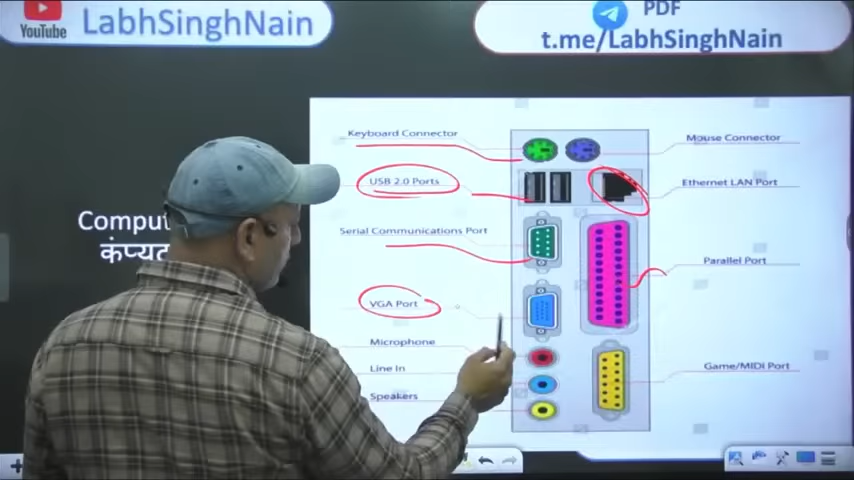 YouTube
LabhSinghNain
PDF
t.me/LabhSinghNain
Keyboard Connector
Mouse Connector
USB 2.0 Ports
Ethernet LAN Port
Serial Communications Port
Parallel Port
VGA Port
Microphone
Line In
Game/MIDI Port
Speakers